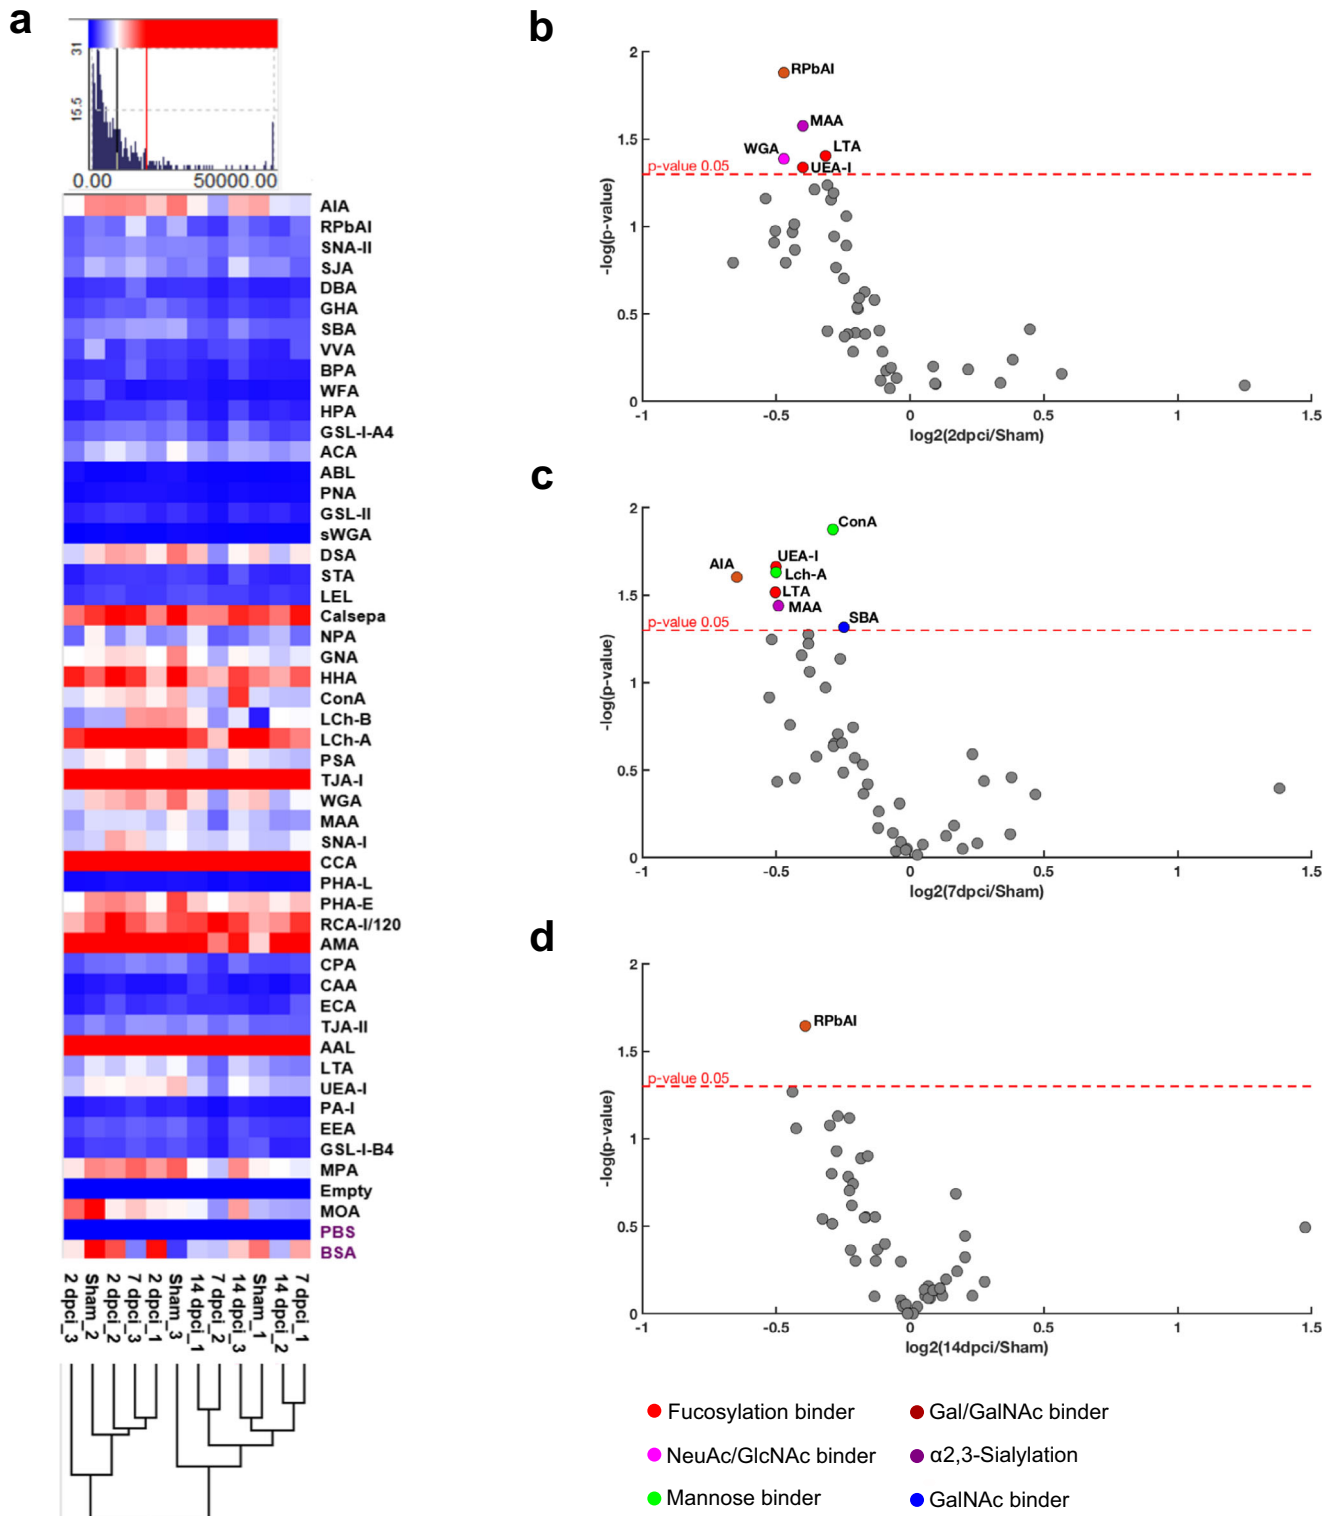 a
31
15.5
0.00 50000.00
AIA
RPbAI
SNA-II
SJA
DBA
GHA
SBA
VVA
BPA
WFA
HPA
GSL-I-A4
ACA
ABL
PNA
GSL-II
sWGA
DSA
STA
LEL
Calsepa
NPA
GNA
HHA
ConA
LCh-B
LCh-A
PSA
TJA-I
WGA
MAA
SNA-I
CCA
PHA-L
PHA-E
RCA-I/120
AMA
CPA
CAA
ECA
TJA-II
AAL
LTA
UEA-I
PA-I
EEA
GSL-I-B4
MPA
Empty
MOA
PBS
BSA
2 dpci_3
Sham_2
2 dpci_2
7 dpci_3
2 dpci_1
Sham_3
14 dpci_1
7 dpci_2
14 dpci_3
Sham_1
14 dpci_2
7 dpci_1
b
2
1.5
1
0.5
0
-log(p-value)
RPbAI
MAA
WGA
LTA
UEA-I
p-value 0.05
-1 -0.5 0 0.5 1 1.5
log2(2dpci/Sham)
c
2
1.5
1
0.5
0
-log(p-value)
ConA
UEA-I
AIA
Lch-A
LTA
MAA
SBA
p-value 0.05
-1 -0.5 0 0.5 1 1.5
log2(7dpci/Sham)
d
2
1.5
1
0.5
0
-log(p-value)
RPbAI
p-value 0.05
-1 -0.5 0 0.5 1 1.5
log2(14dpci/Sham)
Fucosylation binder
Gal/GalNAc binder
NeuAc/GlcNAc binder
α2,3-Sialylation
Mannose binder
GalNAc binder